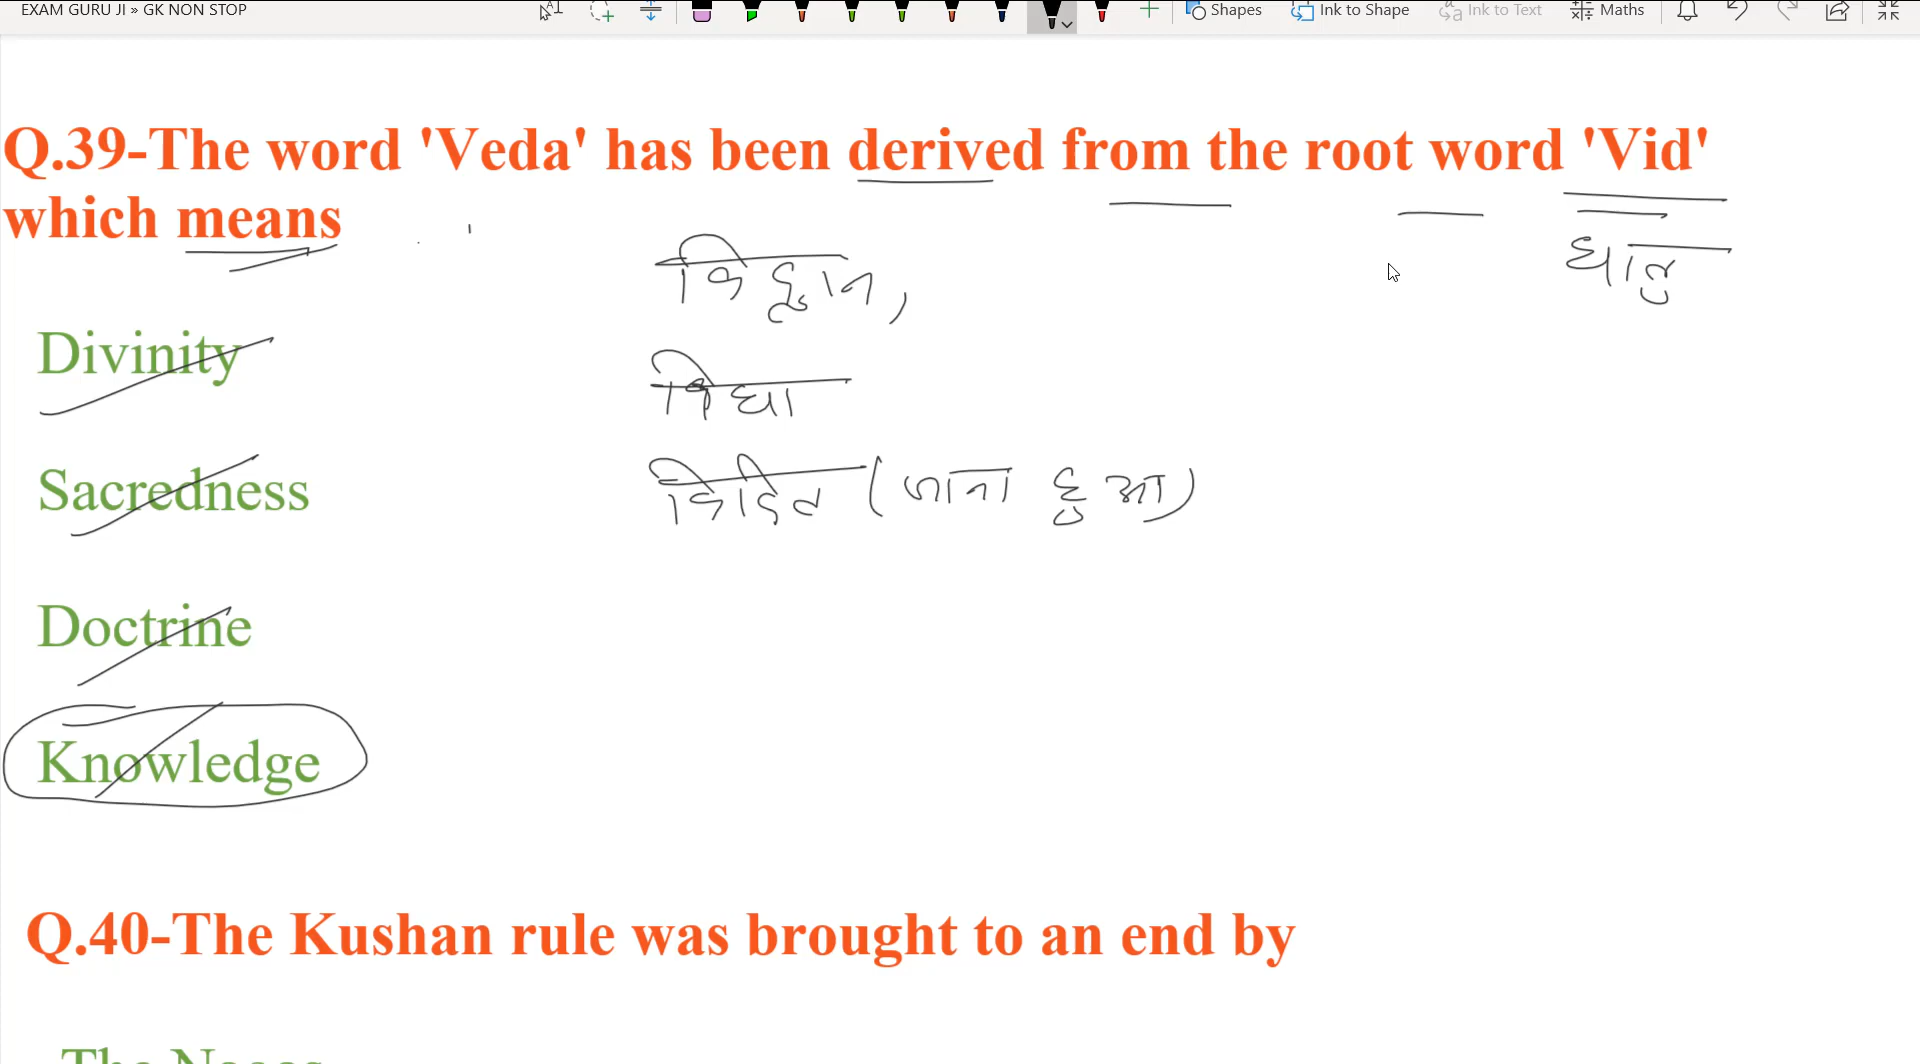 EXAM GURU JI » GK NON STOP
Shapes Ink to Shape Ink to Text Maths
Q.39-The word 'Veda' has been derived from the root word 'Vid'
which means
धातु
विद्वान,
Divinity
विद्या
Sacredness
विदित (जाना हुआ)
Doctrine
Knowledge
Q.40-The Kushan rule was brought to an end by